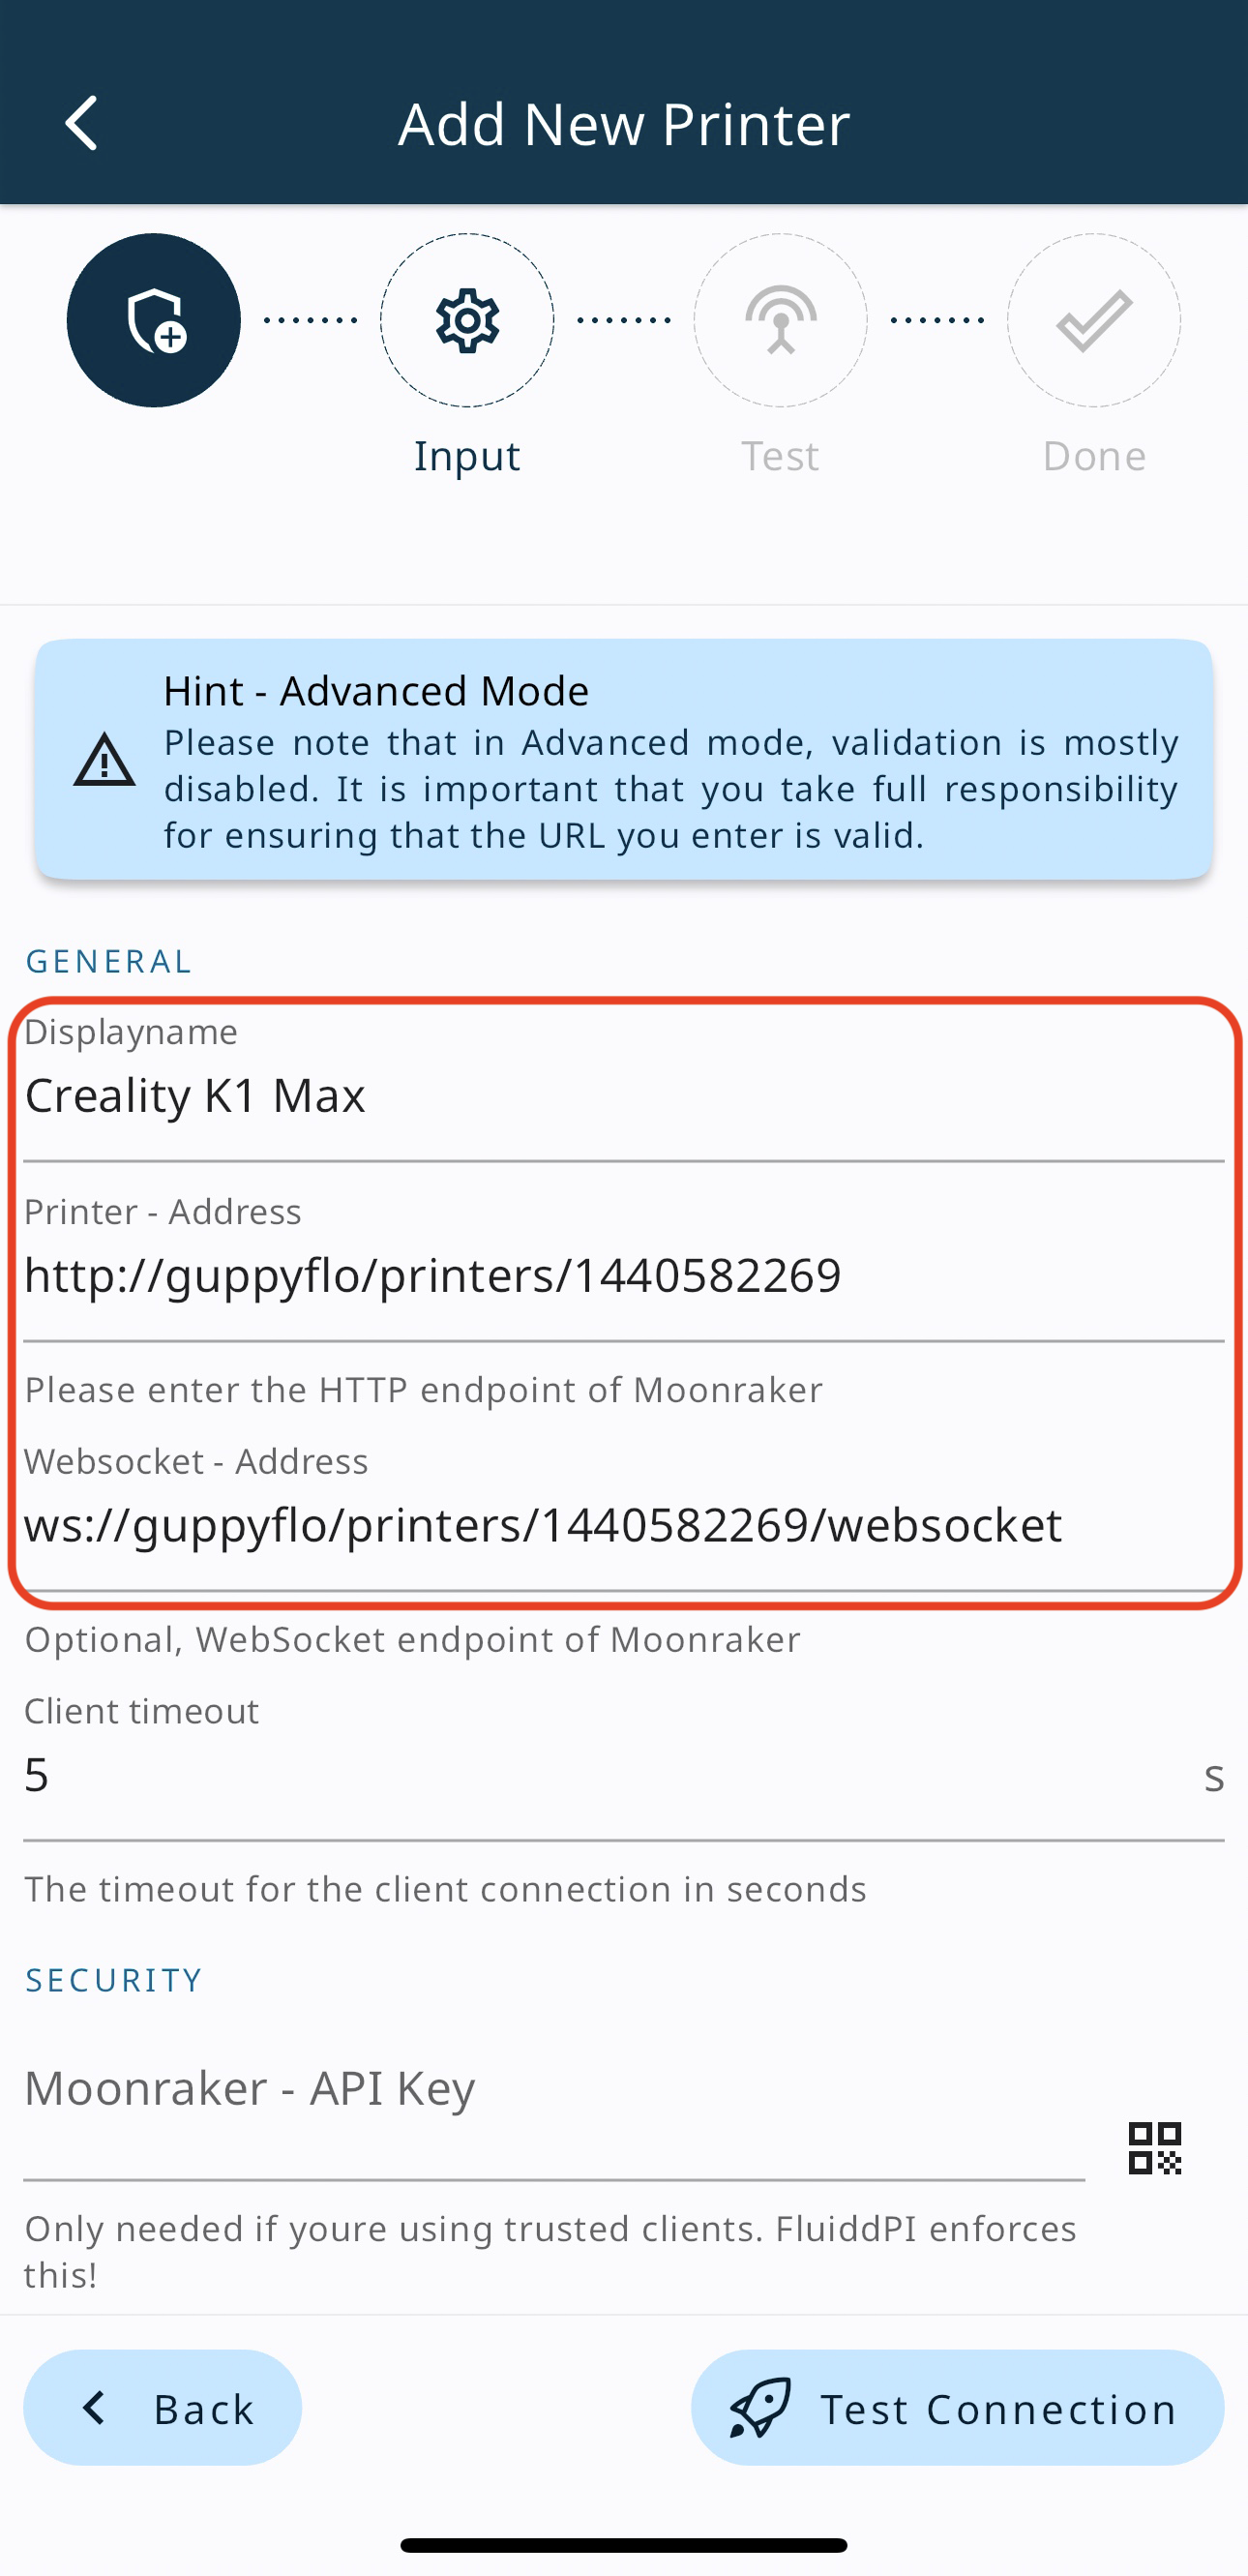 Add New Printer
Input
Test
Done
Hint - Advanced Mode
Please note that in Advanced mode, validation is mostly
disabled. It is important that you take full responsibility
for ensuring that the URL you enter is valid.
GENERAL
Displayname
Creality K1 Max
Printer - Address
http://guppyflo/printers/1440582269
Please enter the HTTP endpoint of Moonraker
Websocket - Address
ws://guppyflo/printers/1440582269/websocket
Optional, WebSocket endpoint of Moonraker
Client timeout
5 s
The timeout for the client connection in seconds
SECURITY
Moonraker - API Key
Only needed if youre using trusted clients. FluiddPI enforces
this!
Back
Test Connection